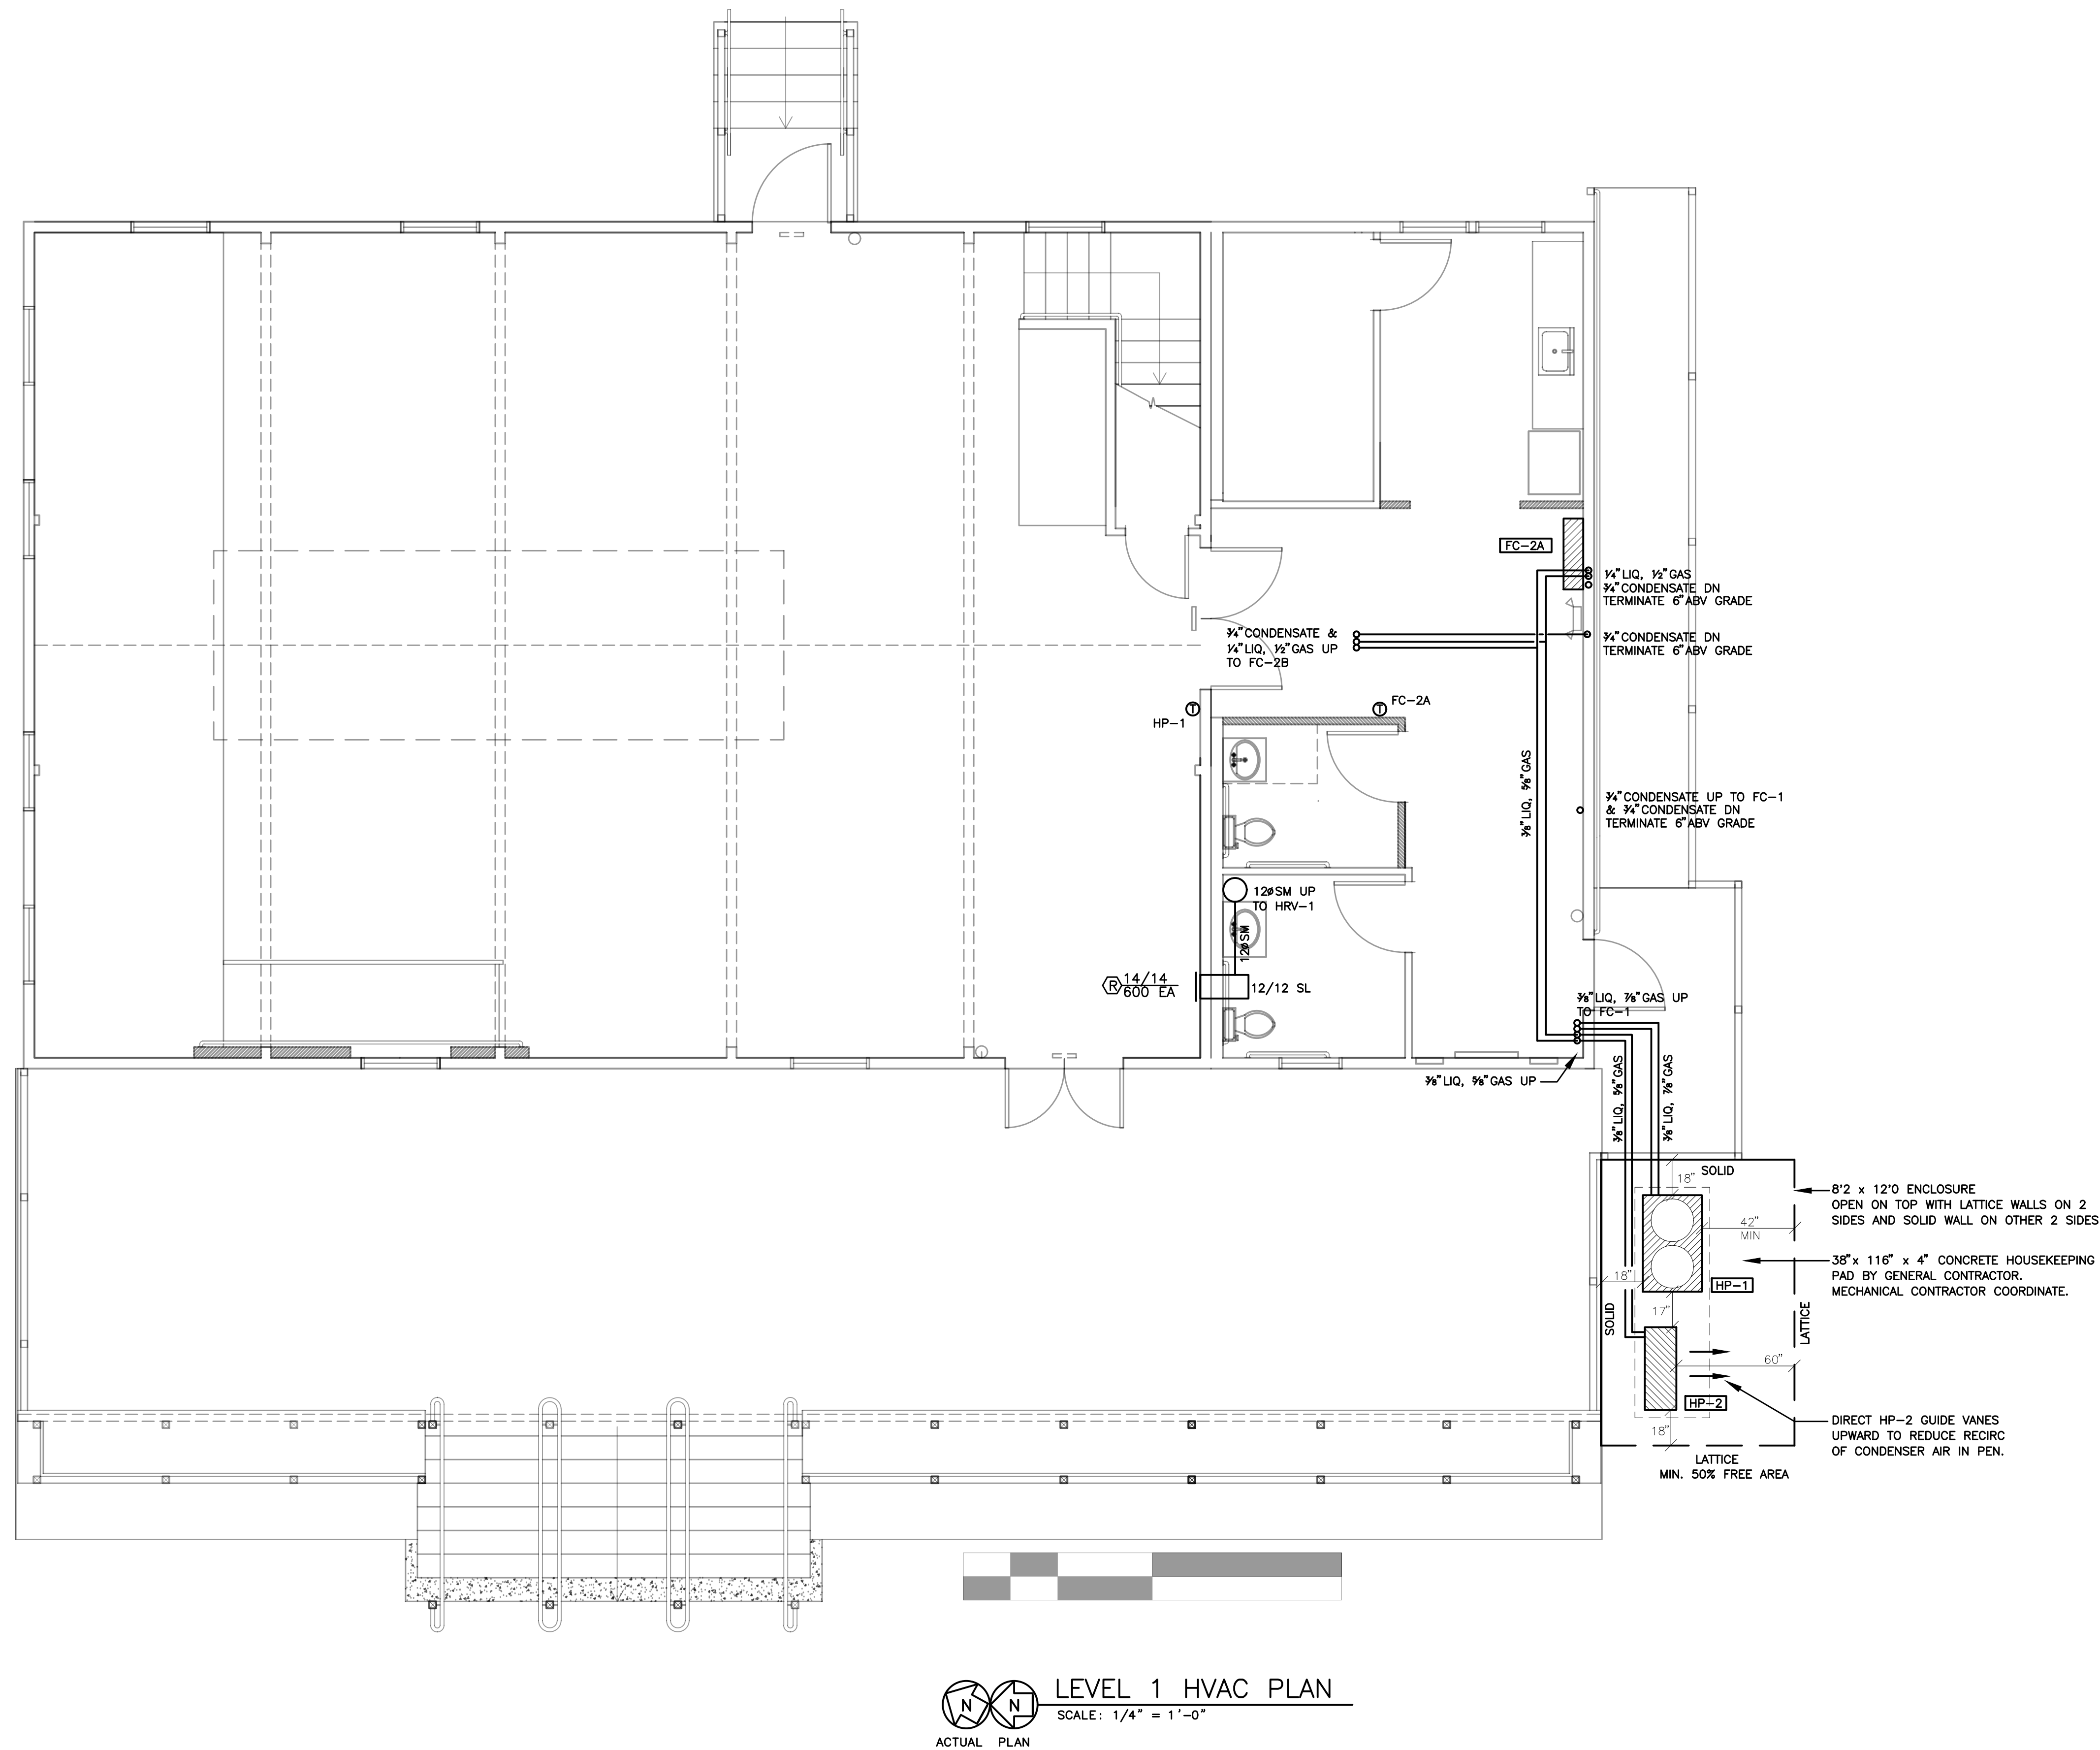 FC-2A
¼" LIQ, ½" GAS
¾" CONDENSATE DN
TERMINATE 6" ABV GRADE
¾" CONDENSATE &
¼" LIQ, ½" GAS UP
TO FC-2B
¾" CONDENSATE DN
TERMINATE 6" ABV GRADE
T
HP-1
T
FC-2A
⅜" LIQ, ⅝" GAS
¾" CONDENSATE UP TO FC-1
& ¾" CONDENSATE DN
TERMINATE 6" ABV GRADE
12ø SM UP
TO HRV-1
12ø SM
R
14/14
600 EA
12/12 SL
⅜" LIQ, ⅞" GAS UP
TO FC-1
⅜" LIQ, ⅝" GAS UP
⅜" LIQ, ⅝" GAS
⅜" LIQ, ⅞" GAS
SOLID
18"
8'2 x 12'0 ENCLOSURE
OPEN ON TOP WITH LATTICE WALLS ON 2
SIDES AND SOLID WALL ON OTHER 2 SIDES
42"
MIN
38" x 116" x 4" CONCRETE HOUSEKEEPING
PAD BY GENERAL CONTRACTOR.
MECHANICAL CONTRACTOR COORDINATE.
18"
HP-1
17"
SOLID
LATTICE
60"
HP-2
18"
DIRECT HP-2 GUIDE VANES
UPWARD TO REDUCE RECIRC
OF CONDENSER AIR IN PEN.
LATTICE
MIN. 50% FREE AREA
N
N
LEVEL 1 HVAC PLAN
SCALE: 1/4" = 1'-0"
ACTUAL PLAN